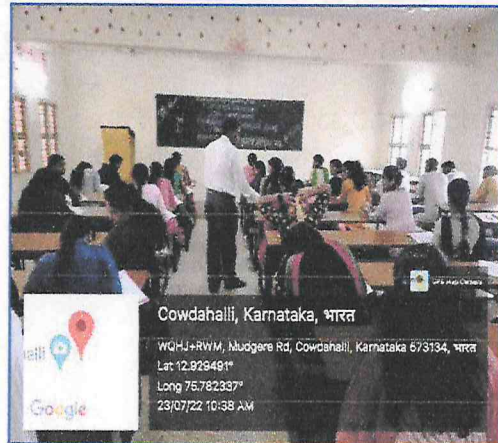 GPS Map Camera
Cowdahalli, Karnataka, भारत
WQHJ+RWM, Mudgere Rd, Cowdahalli, Karnataka 573134, भारत
Lat 12.929491°
Long 75.782337°
23/07/22 10:38 AM
alli
Google